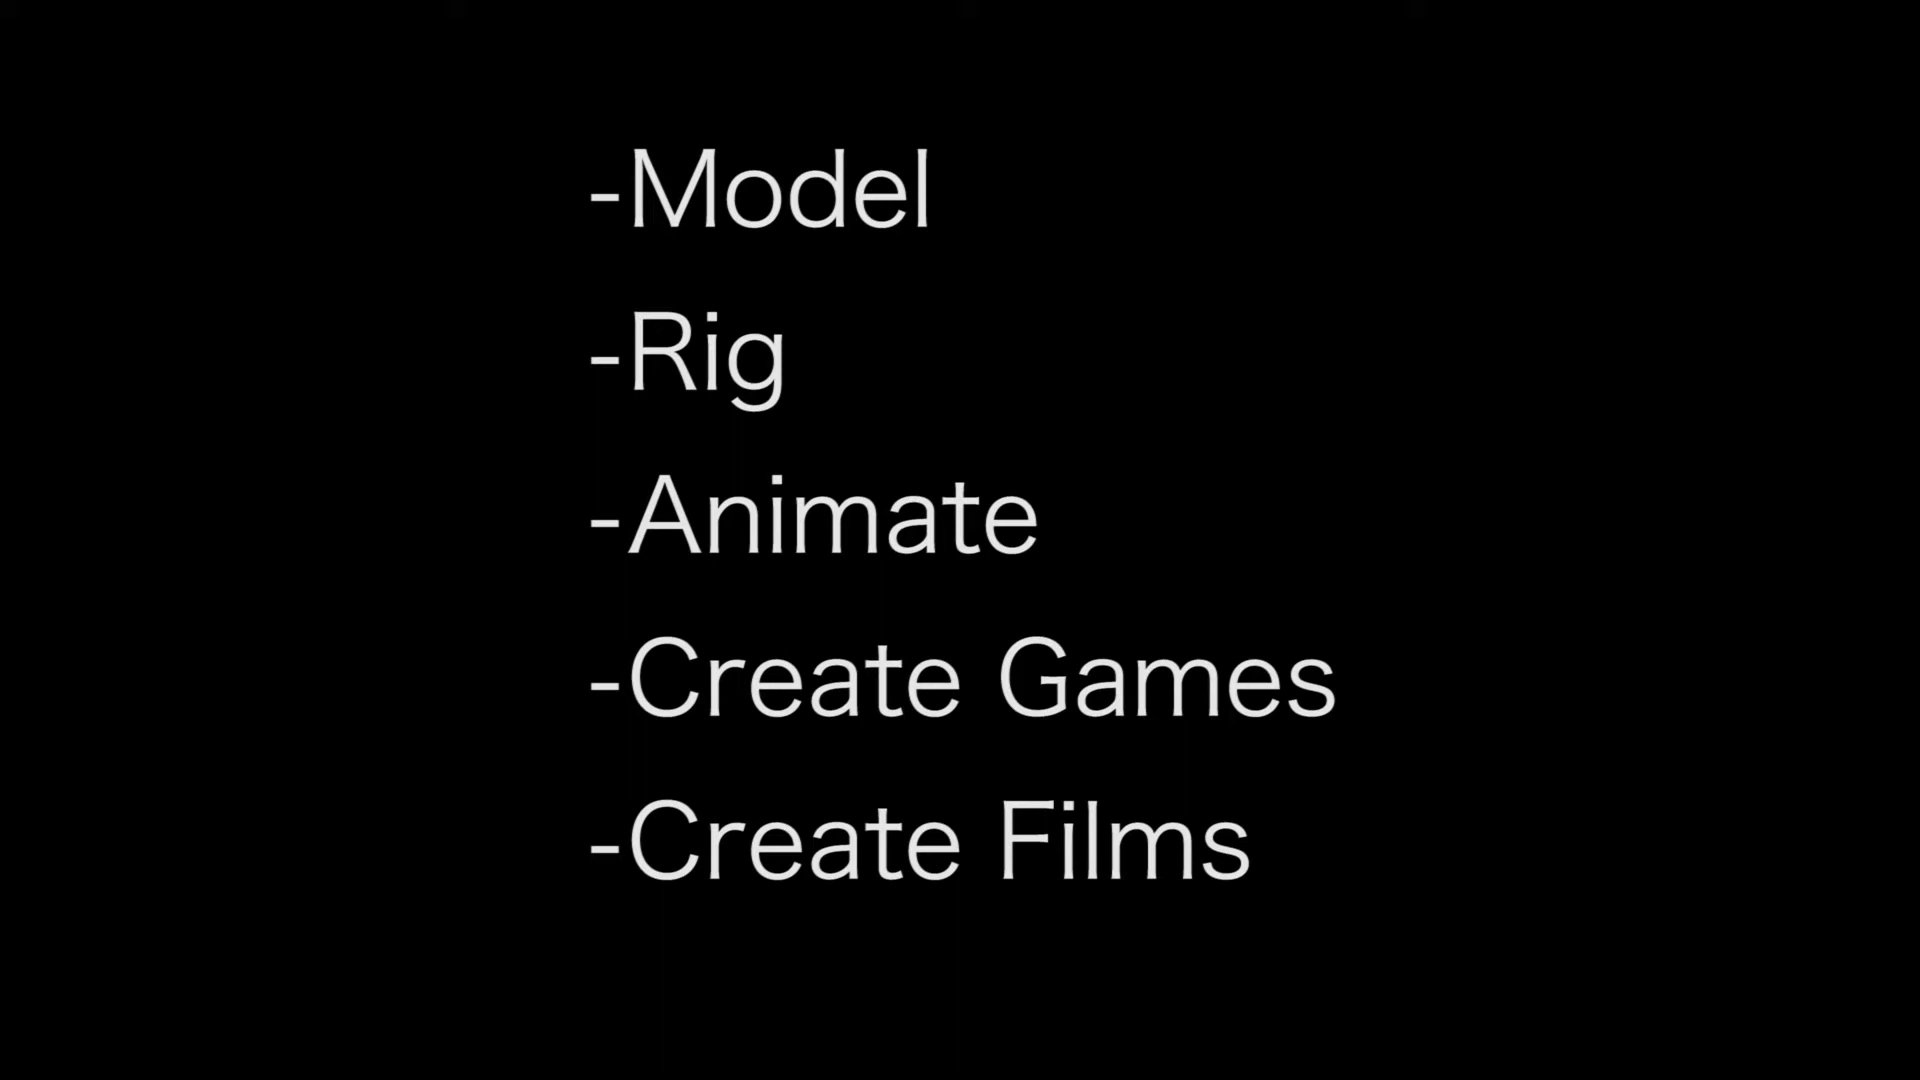 -Model
-Rig
-Animate
-Create Games
-Create Films